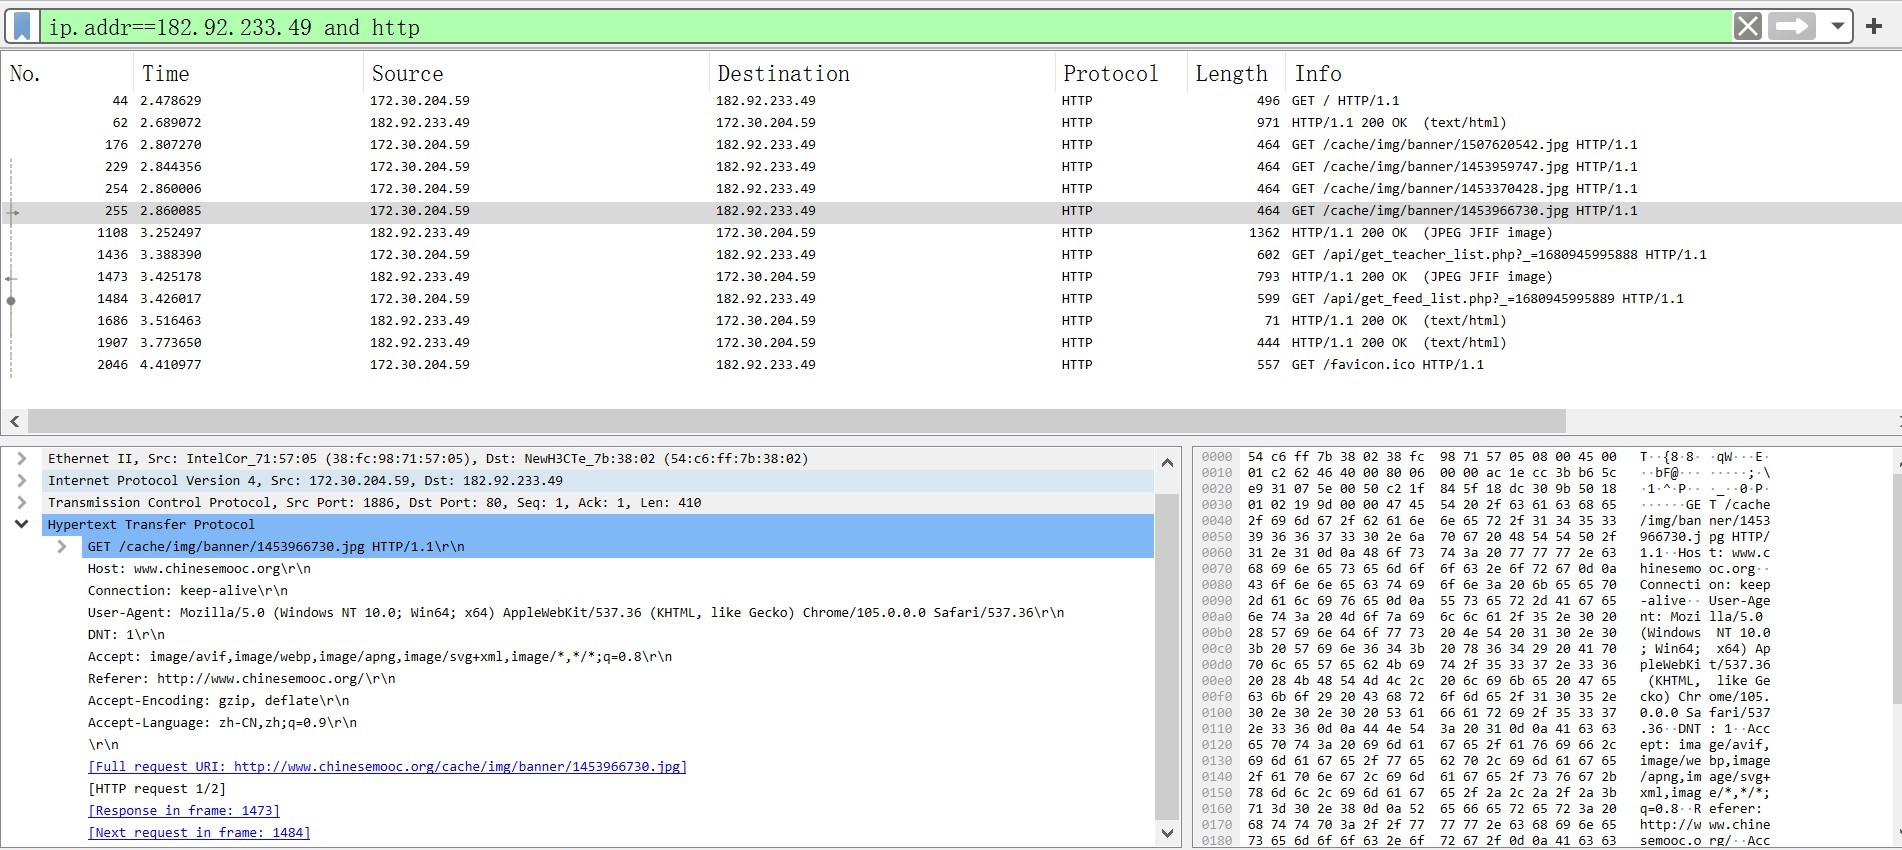 ip.addr==182.92.233.49 and http
No. Time Source Destination Protocol Length Info
44 2.478629 172.30.204.59 182.92.233.49 HTTP 496 GET / HTTP/1.1
62 2.689072 182.92.233.49 172.30.204.59 HTTP 971 HTTP/1.1 200 OK (text/html)
176 2.807270 172.30.204.59 182.92.233.49 HTTP 464 GET /cache/img/banner/1507620542.jpg HTTP/1.1
229 2.844356 172.30.204.59 182.92.233.49 HTTP 464 GET /cache/img/banner/1453959747.jpg HTTP/1.1
254 2.860006 172.30.204.59 182.92.233.49 HTTP 464 GET /cache/img/banner/1453370428.jpg HTTP/1.1
255 2.860085 172.30.204.59 182.92.233.49 HTTP 464 GET /cache/img/banner/1453966730.jpg HTTP/1.1
1108 3.252497 182.92.233.49 172.30.204.59 HTTP 1362 HTTP/1.1 200 OK (JPEG JFIF image)
1436 3.388390 172.30.204.59 182.92.233.49 HTTP 602 GET /api/get_teacher_list.php?_=1680945995888 HTTP/1.1
1473 3.425178 182.92.233.49 172.30.204.59 HTTP 793 HTTP/1.1 200 OK (JPEG JFIF image)
1484 3.426017 172.30.204.59 182.92.233.49 HTTP 599 GET /api/get_feed_list.php?_=1680945995889 HTTP/1.1
1686 3.516463 182.92.233.49 172.30.204.59 HTTP 71 HTTP/1.1 200 OK (text/html)
1907 3.773650 182.92.233.49 172.30.204.59 HTTP 444 HTTP/1.1 200 OK (text/html)
2046 4.410977 172.30.204.59 182.92.233.49 HTTP 557 GET /favicon.ico HTTP/1.1
Ethernet II, Src: IntelCor_71:57:05 (38:fc:98:71:57:05), Dst: NewH3CTe_7b:38:02 (54:c6:ff:7b:38:02)
Internet Protocol Version 4, Src: 172.30.204.59, Dst: 182.92.233.49
Transmission Control Protocol, Src Port: 1886, Dst Port: 80, Seq: 1, Ack: 1, Len: 410
Hypertext Transfer Protocol
GET /cache/img/banner/1453966730.jpg HTTP/1.1\r\n
Host: www.chinesemooc.org\r\n
Connection: keep-alive\r\n
User-Agent: Mozilla/5.0 (Windows NT 10.0; Win64; x64) AppleWebKit/537.36 (KHTML, like Gecko) Chrome/105.0.0.0 Safari/537.36\r\n
DNT: 1\r\n
Accept: image/avif,image/webp,image/apng,image/svg+xml,image/*,*/*;q=0.8\r\n
Referer: http://www.chinesemooc.org/\r\n
Accept-Encoding: gzip, deflate\r\n
Accept-Language: zh-CN,zh;q=0.9\r\n
\r\n
[Full request URI: http://www.chinesemooc.org/cache/img/banner/1453966730.jpg]
[HTTP request 1/2]
[Response in frame: 1473]
[Next request in frame: 1484]
0000 54 c6 ff 7b 38 02 38 fc 98 71 57 05 08 00 45 00 T··{8·8· ·qW···E·
0010 01 c2 62 46 40 00 80 06 00 00 ac 1e cc 3b b6 5c ··bF@··· ·····;·\
0020 e9 31 07 5e 00 50 c2 1f 84 5f 18 dc 30 9b 50 18 ·1·^·P·· ·_··0·P·
0030 01 02 19 9d 00 00 47 45 54 20 2f 63 61 63 68 65 ······GE T /cache
0040 2f 69 6d 67 2f 62 61 6e 6e 65 72 2f 31 34 35 33 /img/ban ner/1453
0050 39 36 36 37 33 30 2e 6a 70 67 20 48 54 54 50 2f 966730.j pg HTTP/
0060 31 2e 31 0d 0a 48 6f 73 74 3a 20 77 77 77 2e 63 1.1··Hos t: www.c
0070 68 69 6e 65 73 65 6d 6f 6f 63 2e 6f 72 67 0d 0a hinesemo oc.org··
0080 43 6f 6e 6e 65 63 74 69 6f 6e 3a 20 6b 65 65 70 Connecti on: keep
0090 2d 61 6c 69 76 65 0d 0a 55 73 65 72 2d 41 67 65 -alive·· User-Age
00a0 6e 74 3a 20 4d 6f 7a 69 6c 6c 61 2f 35 2e 30 20 nt: Mozi lla/5.0
00b0 28 57 69 6e 64 6f 77 73 20 4e 54 20 31 30 2e 30 (Windows NT 10.0
00c0 3b 20 57 69 6e 36 34 3b 20 78 36 34 29 20 41 70 ; Win64; x64) Ap
00d0 70 6c 65 57 65 62 4b 69 74 2f 35 33 37 2e 33 36 pleWebKi t/537.36
00e0 20 28 4b 48 54 4d 4c 2c 20 6c 69 6b 65 20 47 65 (KHTML, like Ge
00f0 63 6b 6f 29 20 43 68 72 6f 6d 65 2f 31 30 35 2e cko) Chr ome/105.
0100 30 2e 30 2e 30 20 53 61 66 61 72 69 2f 35 33 37 0.0.0 Sa fari/537
0110 2e 33 36 0d 0a 44 4e 54 3a 20 31 0d 0a 41 63 63 .36··DNT : 1··Acc
0120 65 70 74 3a 20 69 6d 61 67 65 2f 61 76 69 66 2c ept: ima ge/avif,
0130 69 6d 61 67 65 2f 77 65 62 70 2c 69 6d 61 67 65 image/we bp,image
0140 2f 61 70 6e 67 2c 69 6d 61 67 65 2f 73 76 67 2b /apng,im age/svg+
0150 78 6d 6c 2c 69 6d 61 67 65 2f 2a 2c 2a 2f 2a 3b xml,imag e/*,*/*;
0160 71 3d 30 2e 38 0d 0a 52 65 66 65 72 65 72 3a 20 q=0.8··R eferer:
0170 68 74 74 70 3a 2f 2f 77 77 77 2e 63 68 69 6e 65 http://w ww.chine
0180 73 65 6d 6f 6f 63 2e 6f 72 67 2f 0d 0a 41 63 63 semooc.o rg/··Acc